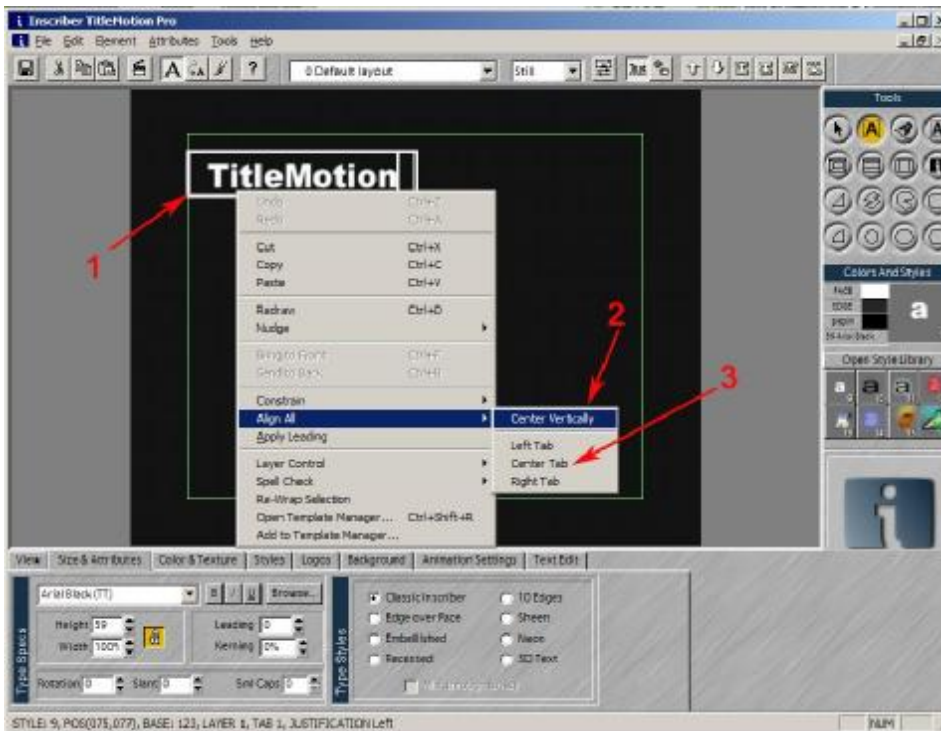 Inscriber TitleMotion Pro
File Edit Element Attributes Tools Help
A ? 0 Default layout Still
Tools
TitleMotion
1
Undo Ctrl+Z
Redo Ctrl+A
Cut Ctrl+X
Copy Ctrl+C
Paste Ctrl+V
Redraw Ctrl+D
Nudge
Bring to Front Ctrl+F
Send to Back Ctrl+B
Constrain
Align All
Apply Leading
Layer Control
Spell Check
Re-Wrap Selection
Open Template Manager... Ctrl+Shift+R
Add to Template Manager...
2
3
Center Vertically
Left Tab
Center Tab
Right Tab
Colors And Styles
FACE
EDGE
a
Open Style Library
View Size & Attributes Color & Texture Styles Logos Background Animation Settings Text Edit
Type Specs
Arial Black (TT) B I U Browse...
Height 59 Leading 0
Width 100% Kerning 0%
Rotation 0 Slant 0 Sml Caps 0
Type Styles
Classic Inscriber 10 Edges
Edge over Face Sheen
Embellished Neon
Recessed 3D Text
STYLE: 9, POS(075,077), BASE: 123, LAYER 1, TAB 1, JUSTIFICATION Left NUM